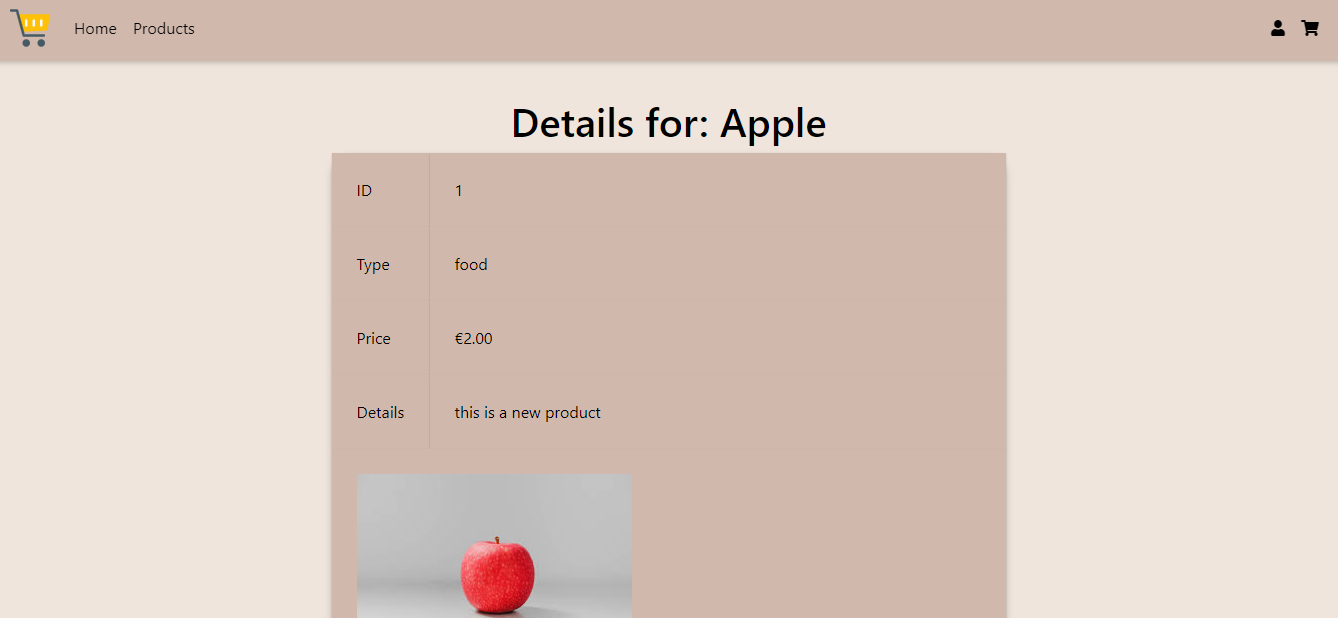 Home Products
Details for: Apple
ID 1
Type food
Price €2.00
Details this is a new product